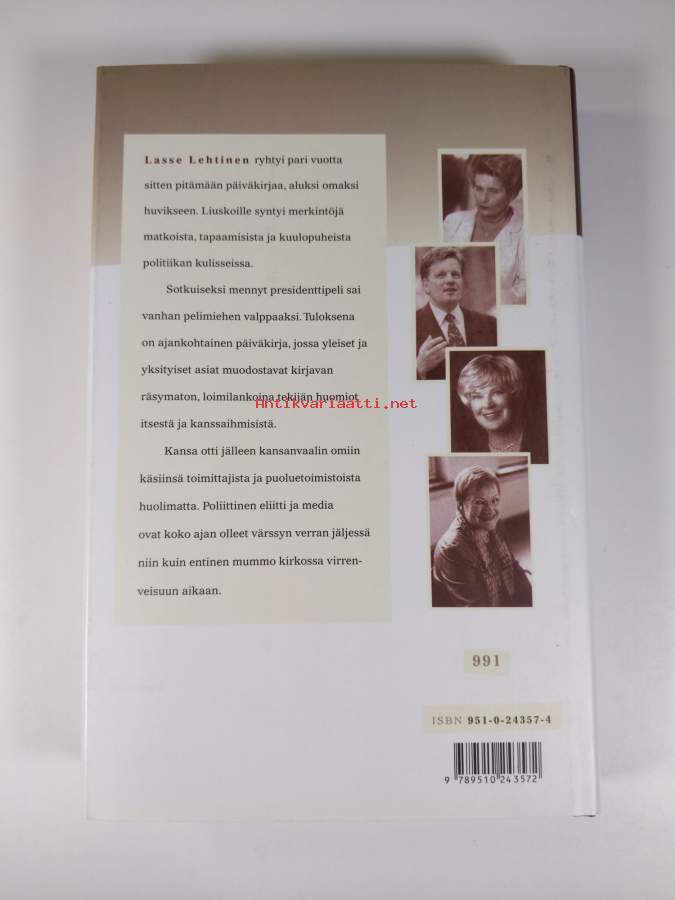 Lasse Lehtinen ryhtyi pari vuotta
sitten pitämään päiväkirjaa, aluksi omaksi
huvikseen. Liuskoille syntyi merkintöjä
matkoista, tapaamisista ja kuulopuheista
politiikan kulisseissa.
Sotkuiseksi mennyt presidenttipeli sai
vanhan pelimiehen valppaaksi. Tuloksena
on ajankohtainen päiväkirja, jossa yleiset ja
yksityiset asiat muodostavat kirjavan
räsymaton, loimilankoina tekijän huomiot
itsestä ja kanssaihmisistä.
Kansa otti jälleen kansanvaalin omiin
käsiinsä toimittajista ja puoluetoimistoista
huolimatta. Poliittinen eliitti ja media
ovat koko ajan olleet värssyn verran jäljessä
niin kuin entinen mummo kirkossa virren-
veisuun aikaan.
Antikvariaatti.net
991
ISBN 951-0-24357-4
9 789510 243572